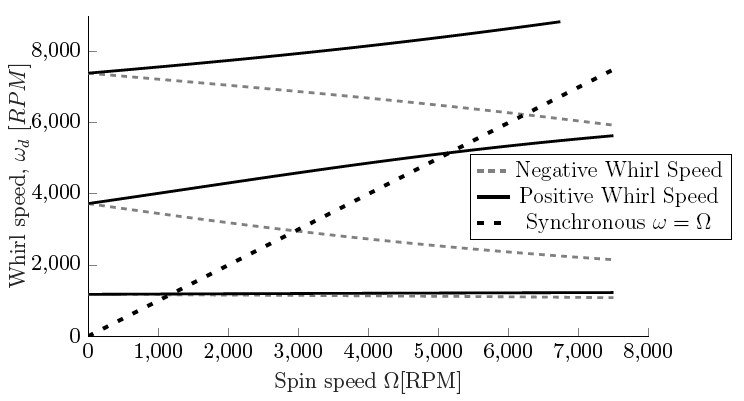 8,000
6,000
4,000
2,000
0
Whirl speed, ω_d [RPM]
Negative Whirl Speed
Positive Whirl Speed
Synchronous ω = Ω
0 1,000 2,000 3,000 4,000 5,000 6,000 7,000 8,000
Spin speed Ω[RPM]